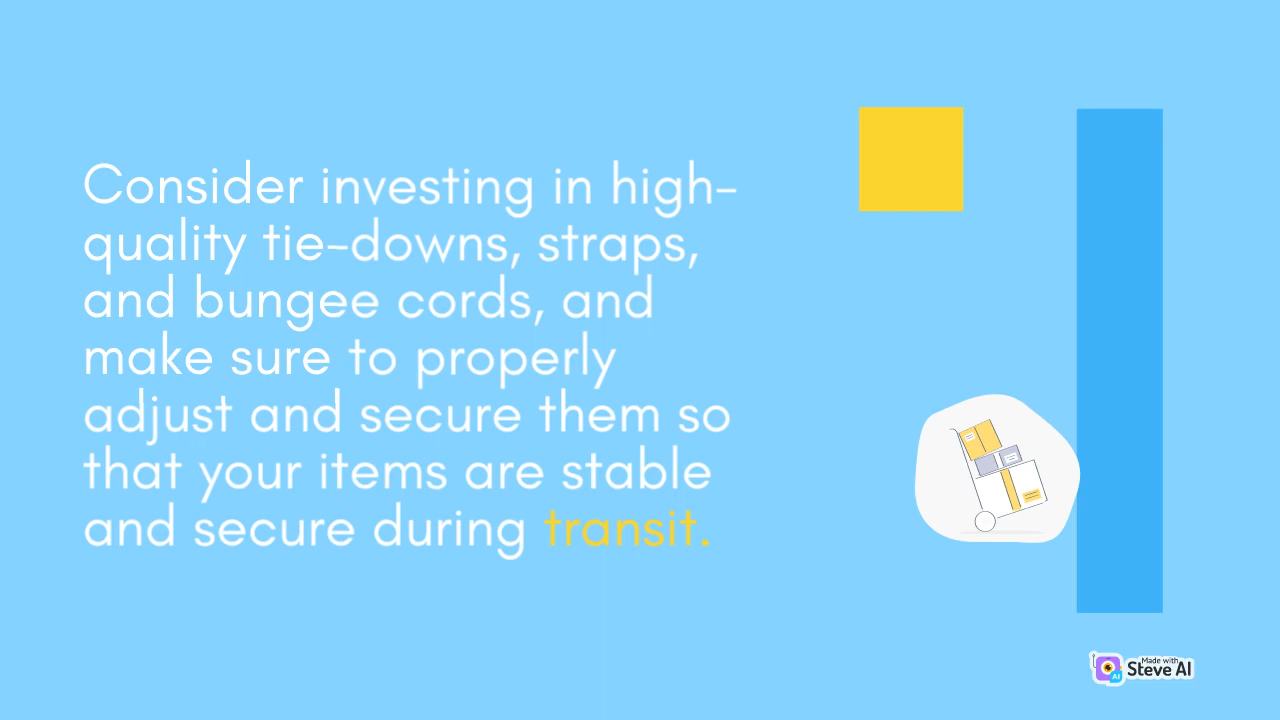 Consider investing in high-
quality tie-downs, straps,
and bungee cords, and
make sure to properly
adjust and secure them so
that your items are stable
and secure during transit.
Made with
Steve AI
AI